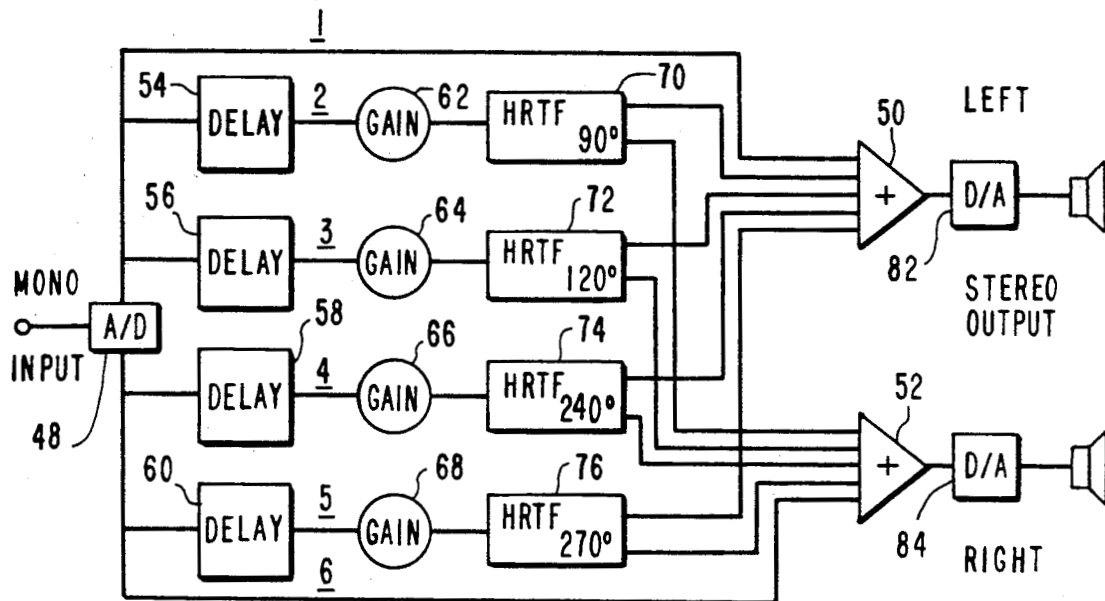 1
54
DELAY
2
62
GAIN
70
HRTF
90°
LEFT
50
+
D/A
82
56
DELAY
3
64
GAIN
72
HRTF
120°
STEREO
OUTPUT
MONO
A/D
INPUT
48
58
DELAY
4
66
GAIN
74
HRTF
240°
52
+
D/A
84
RIGHT
60
DELAY
5
68
GAIN
76
HRTF
270°
6